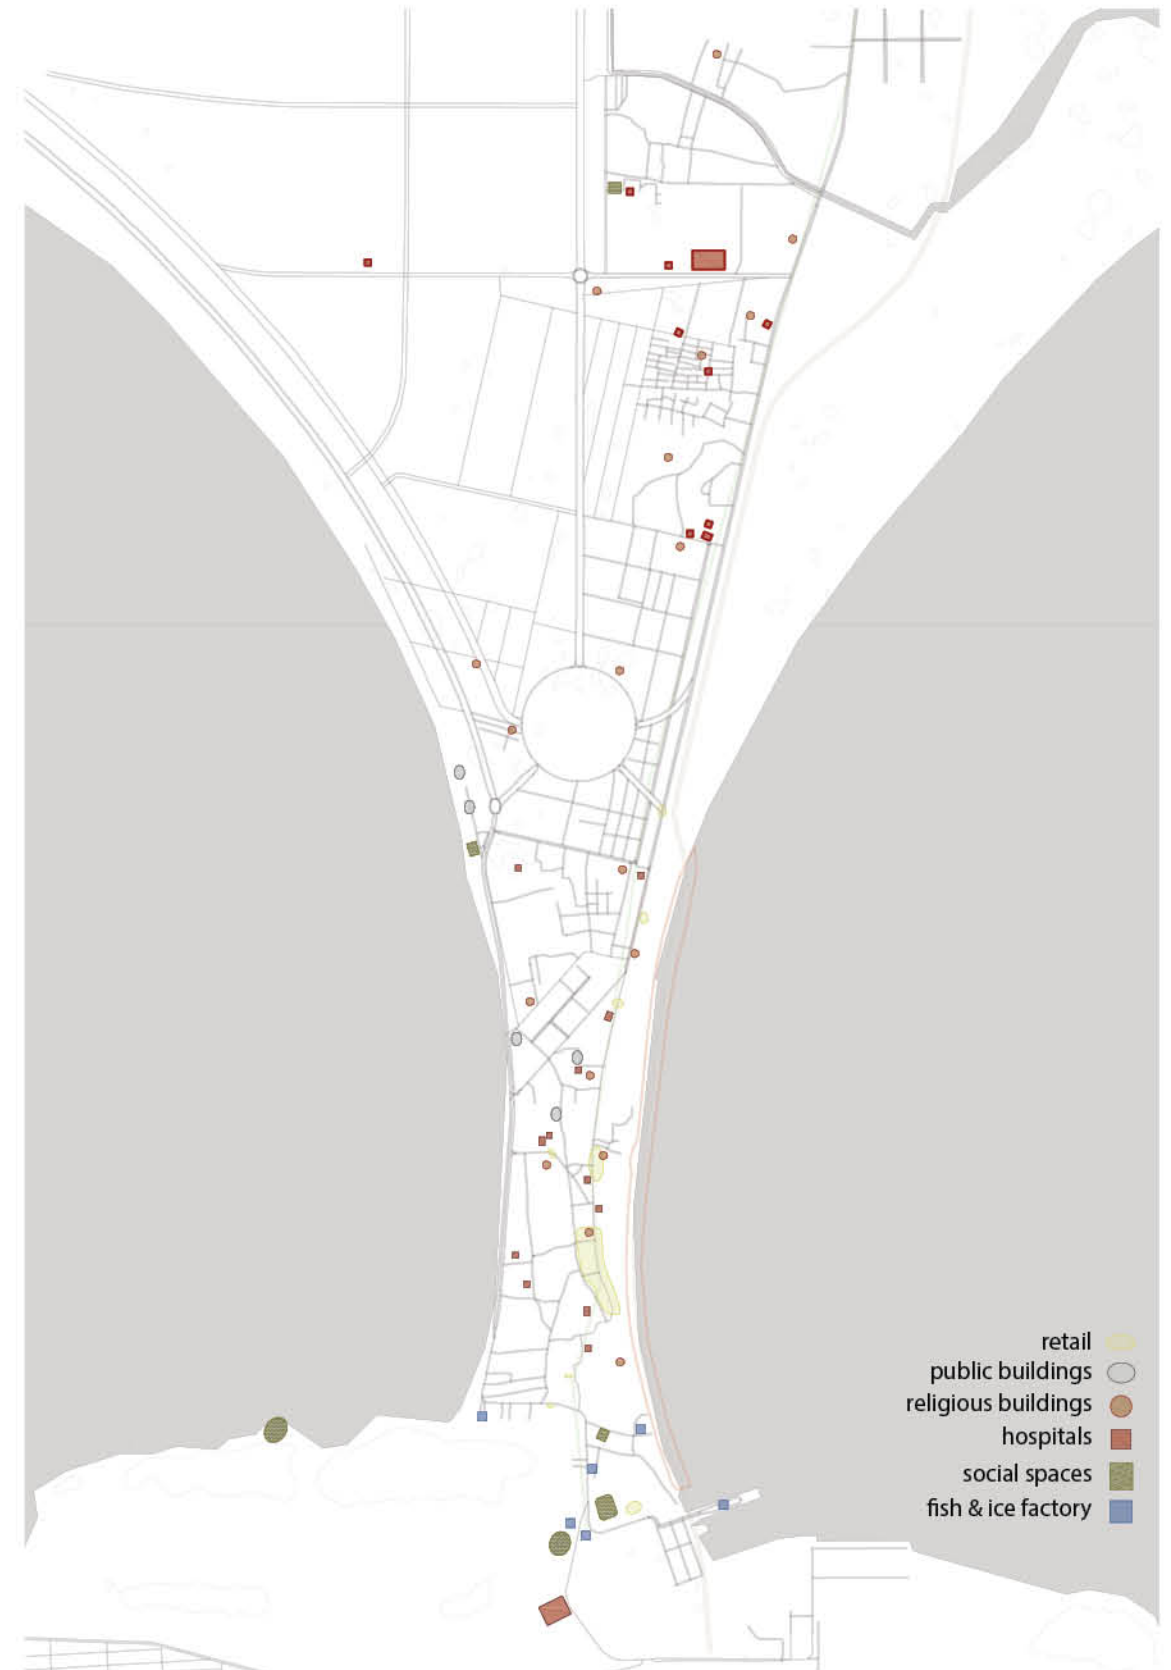 retail
public buildings
religious buildings
hospitals
social spaces
fish & ice factory